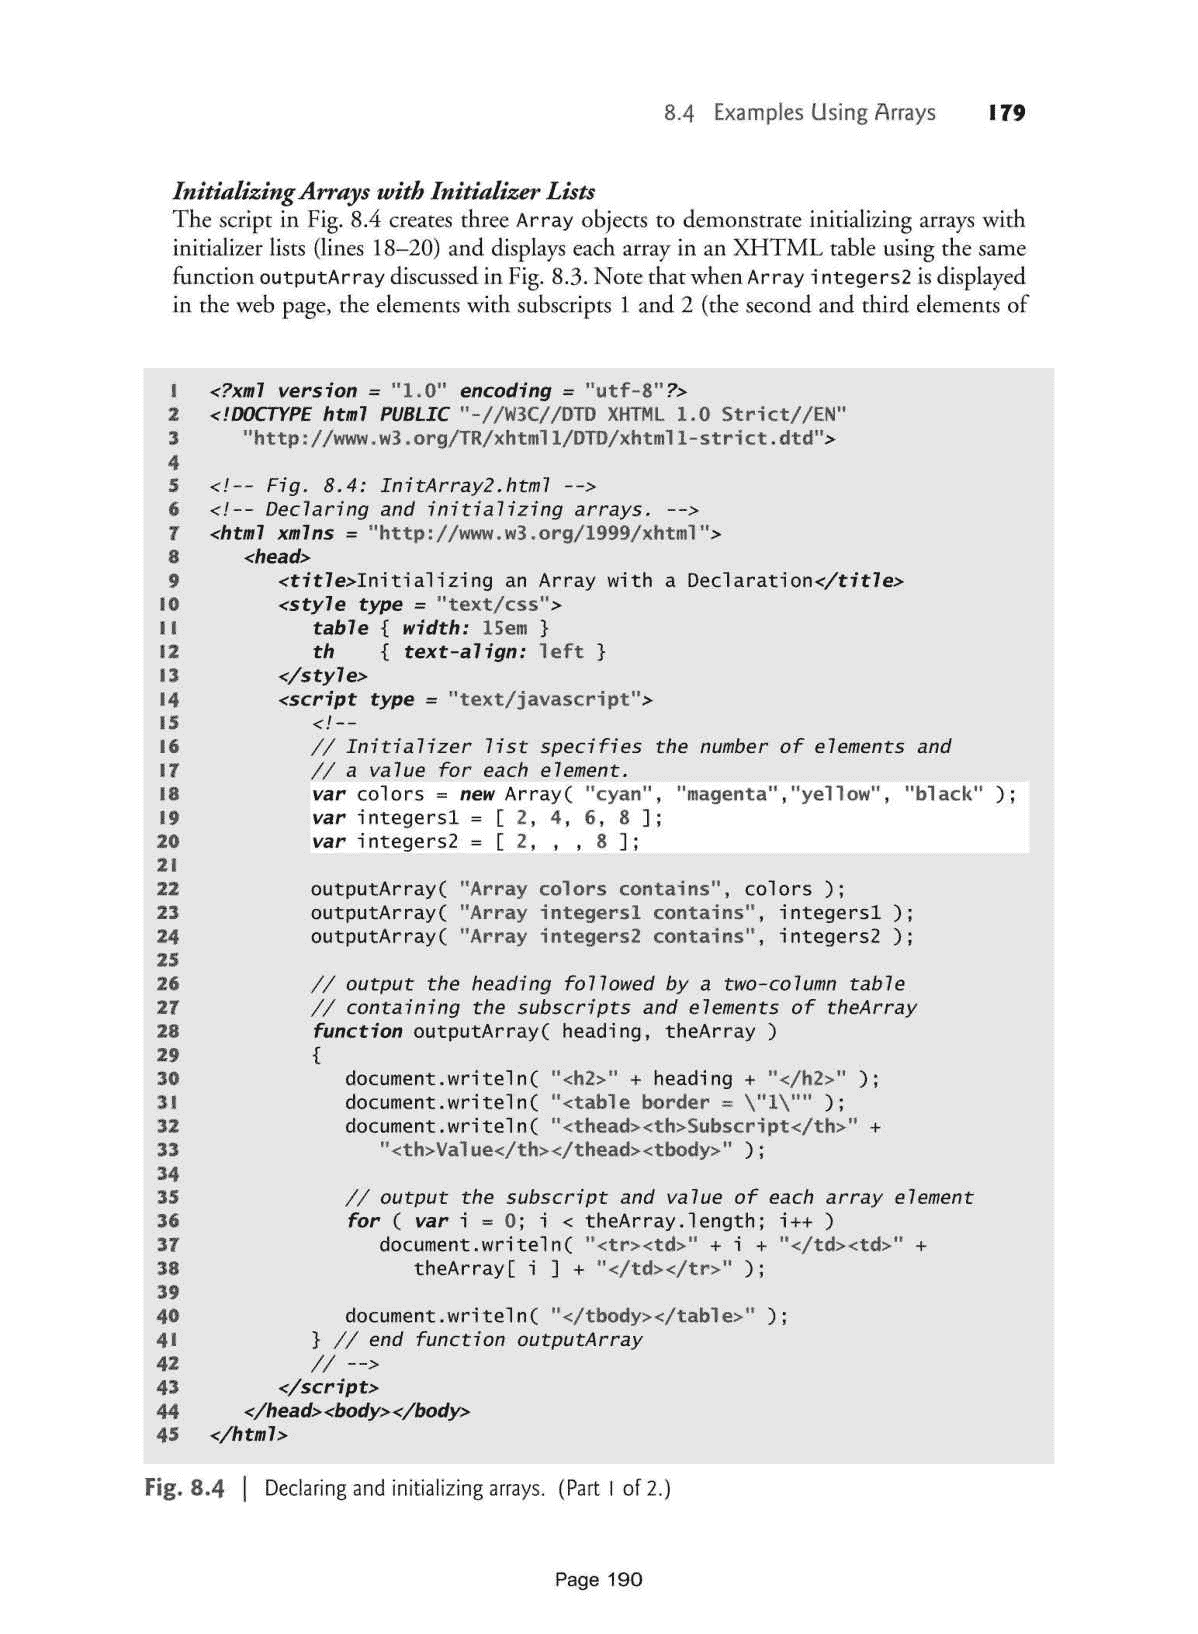 8.4 Examples Using Arrays 179
Initializing Arrays with Initializer Lists
The script in Fig. 8.4 creates three Array objects to demonstrate initializing arrays with
initializer lists (lines 18–20) and displays each array in an XHTML table using the same
function outputArray discussed in Fig. 8.3. Note that when Array integers2 is displayed
in the web page, the elements with subscripts 1 and 2 (the second and third elements of
1 <?xml version = "1.0" encoding = "utf-8"?>
2 <!DOCTYPE html PUBLIC "-//W3C//DTD XHTML 1.0 Strict//EN"
3 "http://www.w3.org/TR/xhtml1/DTD/xhtml1-strict.dtd">
4
5 <!-- Fig. 8.4: InitArray2.html -->
6 <!-- Declaring and initializing arrays. -->
7 <html xmlns = "http://www.w3.org/1999/xhtml">
8 <head>
9 <title>Initializing an Array with a Declaration</title>
10 <style type = "text/css">
11 table { width: 15em }
12 th { text-align: left }
13 </style>
14 <script type = "text/javascript">
15 <!--
16 // Initializer list specifies the number of elements and
17 // a value for each element.
18 var colors = new Array( "cyan", "magenta","yellow", "black" );
19 var integers1 = [ 2, 4, 6, 8 ];
20 var integers2 = [ 2, , , 8 ];
21
22 outputArray( "Array colors contains", colors );
23 outputArray( "Array integers1 contains", integers1 );
24 outputArray( "Array integers2 contains", integers2 );
25
26 // output the heading followed by a two-column table
27 // containing the subscripts and elements of theArray
28 function outputArray( heading, theArray )
29 {
30 document.writeln( "<h2>" + heading + "</h2>" );
31 document.writeln( "<table border = \"1\"" );
32 document.writeln( "<thead><th>Subscript</th>" +
33 "<th>Value</th></thead><tbody>" );
34
35 // output the subscript and value of each array element
36 for ( var i = 0; i < theArray.length; i++ )
37 document.writeln( "<tr><td>" + i + "</td><td>" +
38 theArray[ i ] + "</td></tr>" );
39
40 document.writeln( "</tbody></table>" );
41 } // end function outputArray
42 // -->
43 </script>
44 </head><body></body>
45 </html>
Fig. 8.4 | Declaring and initializing arrays. (Part 1 of 2.)
Page 190